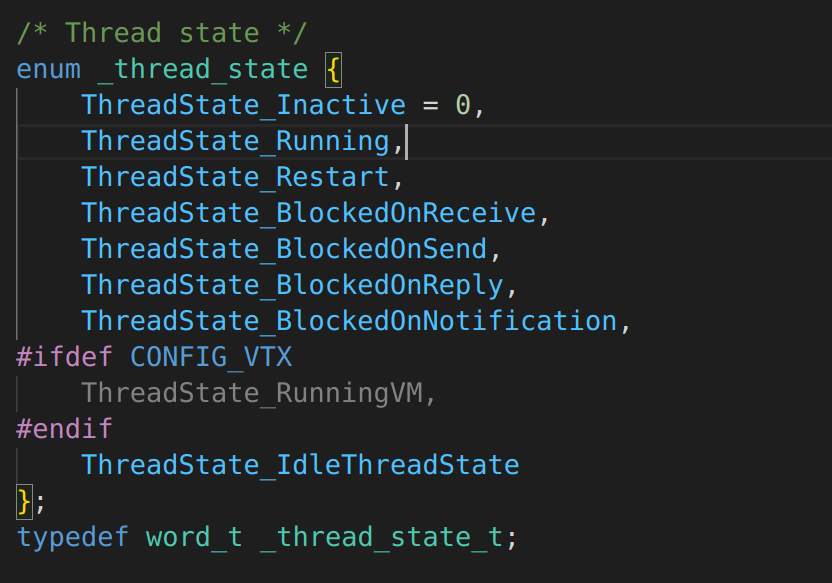 /* Thread state */
enum _thread_state {
    ThreadState_Inactive = 0,
    ThreadState_Running,
    ThreadState_Restart,
    ThreadState_BlockedOnReceive,
    ThreadState_BlockedOnSend,
    ThreadState_BlockedOnReply,
    ThreadState_BlockedOnNotification,
#ifdef CONFIG_VTX
    ThreadState_RunningVM,
#endif
    ThreadState_IdleThreadState
};
typedef word_t _thread_state_t;